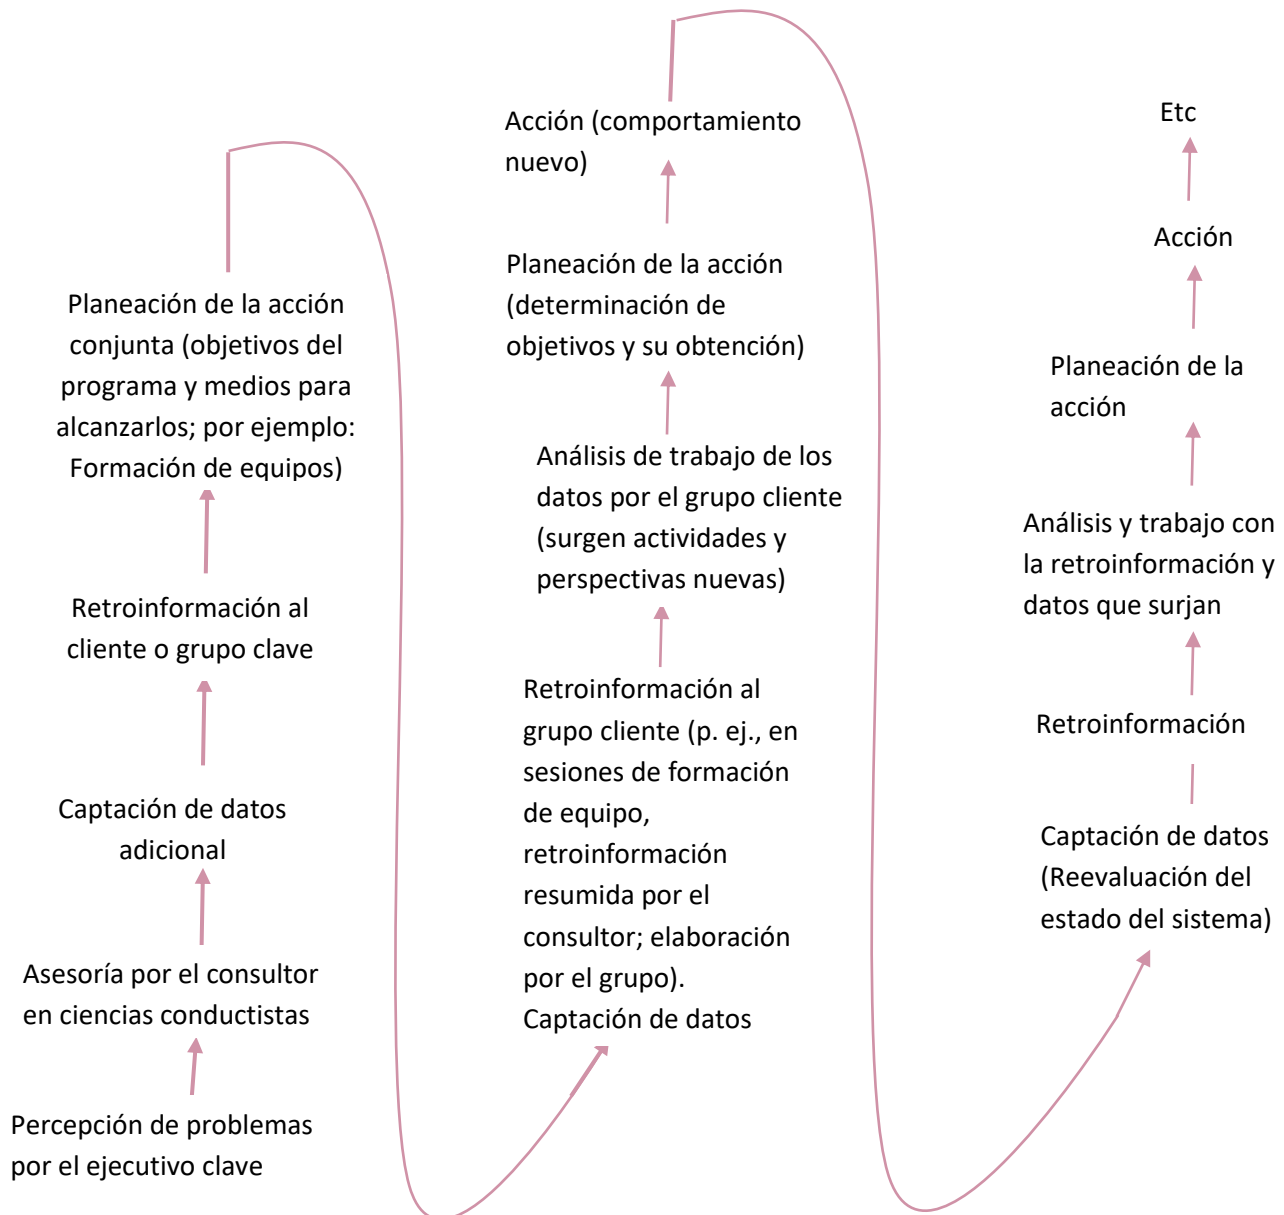 Planeación de la acción
conjunta (objetivos del
programa y medios para
alcanzarlos; por ejemplo:
Formación de equipos)
Retroinformación al
cliente o grupo clave
Captación de datos
adicional
Asesoría por el consultor
en ciencias conductistas
Percepción de problemas
por el ejecutivo clave
Acción (comportamiento
nuevo)
Planeación de la acción
(determinación de
objetivos y su obtención)
Análisis de trabajo de los
datos por el grupo cliente
(surgen actividades y
perspectivas nuevas)
Retroinformación al
grupo cliente (p. ej., en
sesiones de formación
de equipo,
retroinformación
resumida por el
consultor; elaboración
por el grupo).
Captación de datos
Etc
Acción
Planeación de la
acción
Análisis y trabajo con
la retroinformación y
datos que surjan
Retroinformación
Captación de datos
(Reevaluación del
estado del sistema)